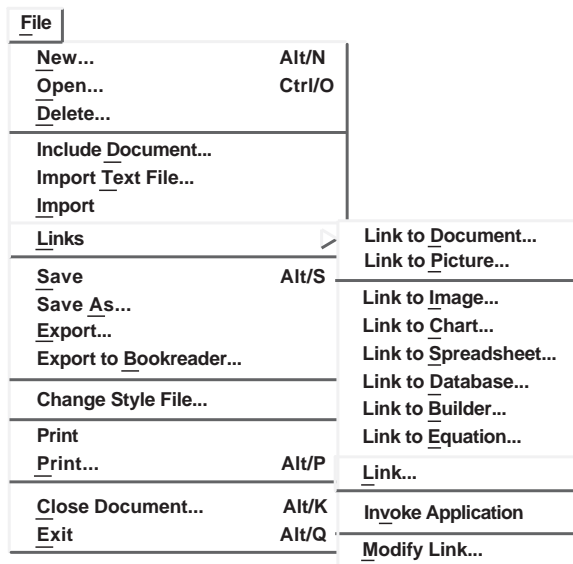 File
New... Alt/N
Open... Ctrl/O
Delete...
Include Document...
Import Text File...
Import
Links
Save Alt/S
Save As...
Export...
Export to Bookreader...
Change Style File...
Print
Print... Alt/P
Close Document... Alt/K
Exit Alt/Q
Link to Document...
Link to Picture...
Link to Image...
Link to Chart...
Link to Spreadsheet...
Link to Database...
Link to Builder...
Link to Equation...
Link...
Invoke Application
Modify Link...